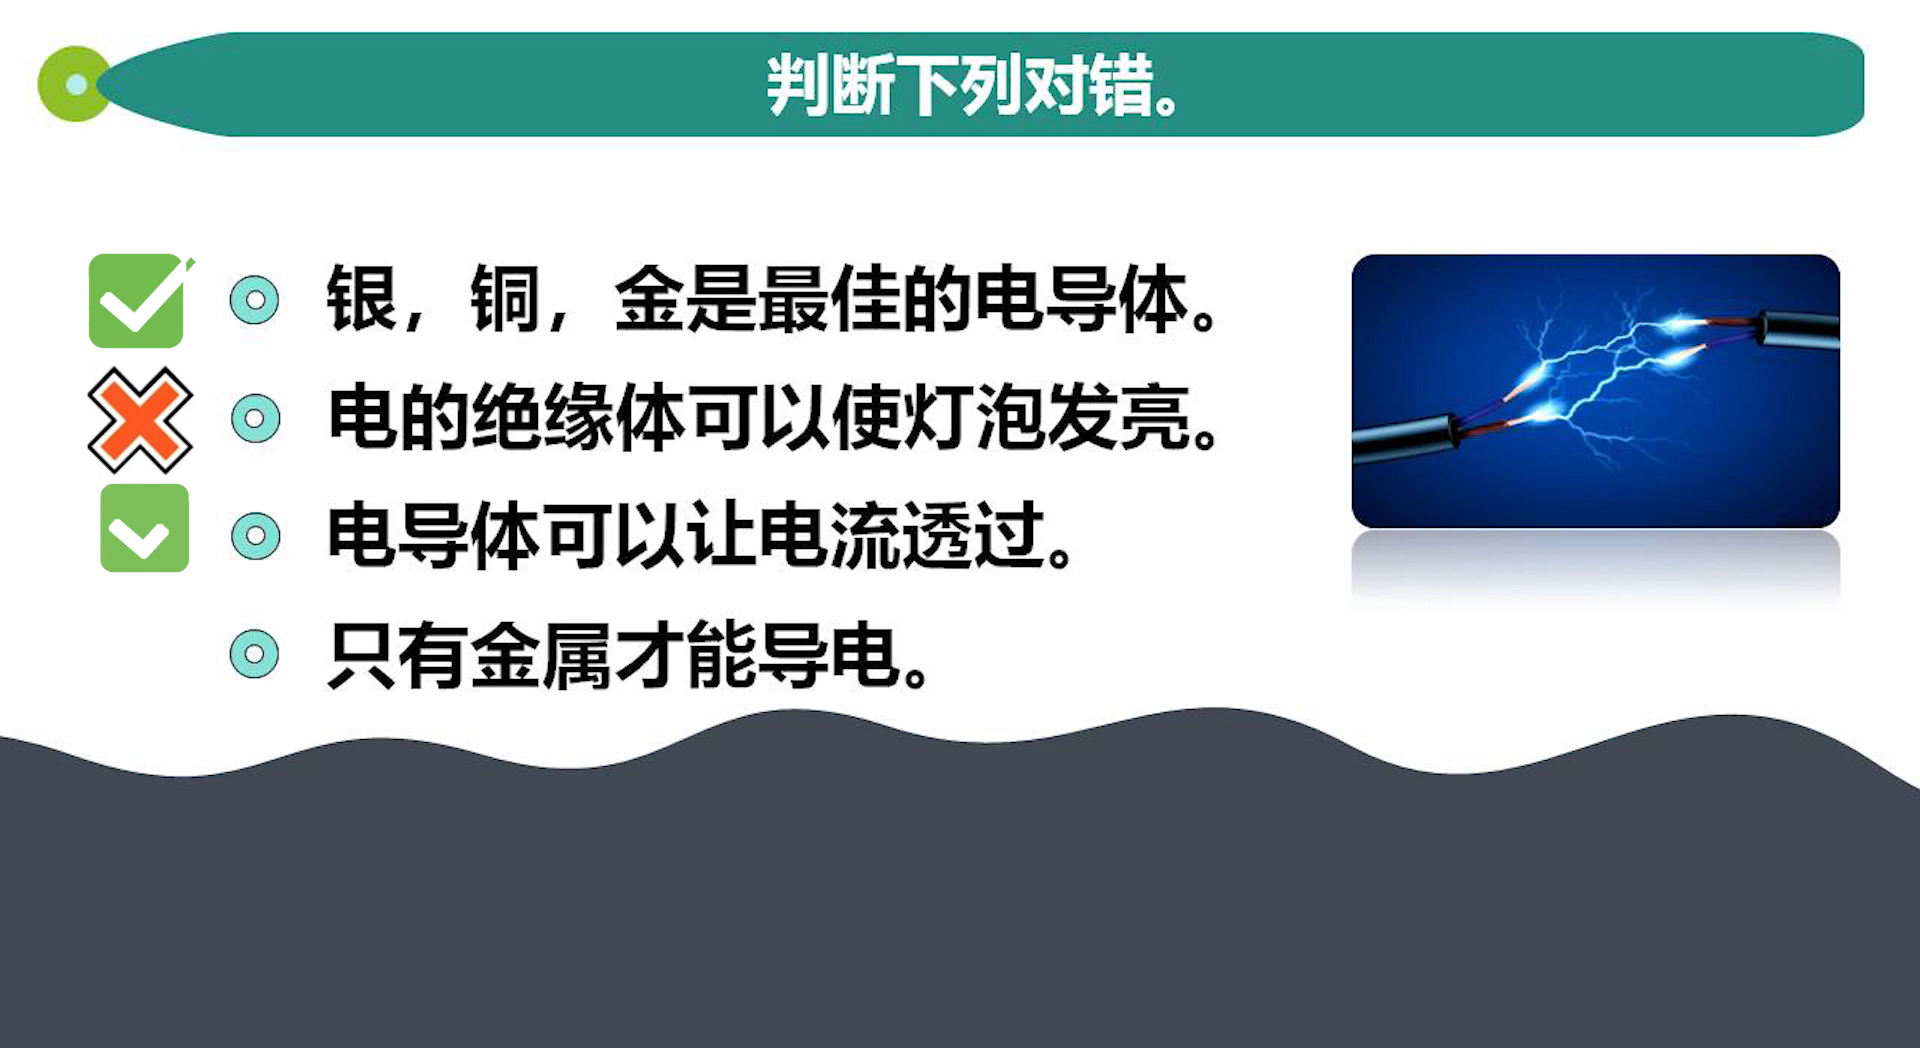 判断下列对错。
银，铜，金是最佳的电导体。
电的绝缘体可以使灯泡发亮。
电导体可以让电流透过。
只有金属才能导电。